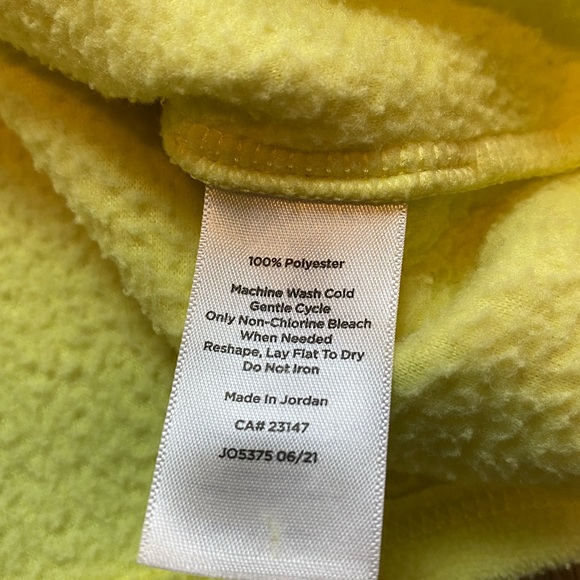 100% Polyester
Machine Wash Cold
Gentle Cycle
Only Non-Chlorine Bleach
When Needed
Reshape, Lay Flat To Dry
Do Not Iron
Made In Jordan
CA# 23147
JO5375 06/21